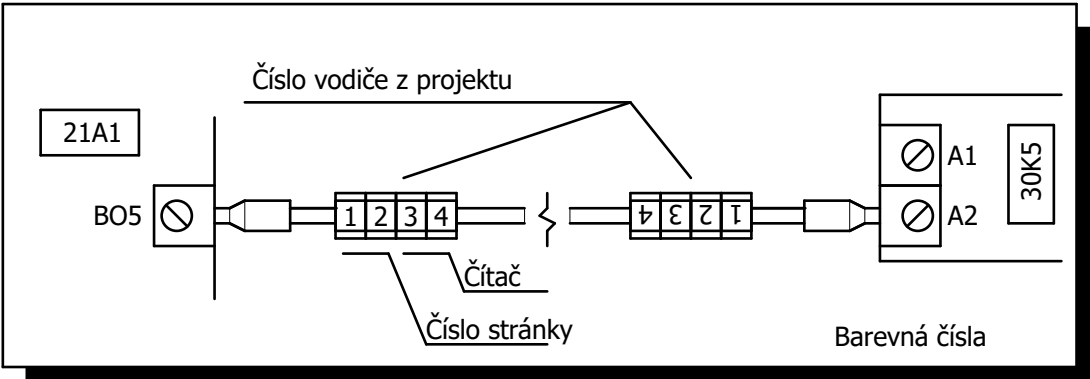 Číslo vodiče z projektu
21A1
A1
30K5
BO5
1 2 3 4
4 3 2 1
A2
Čítač
Číslo stránky
Barevná čísla